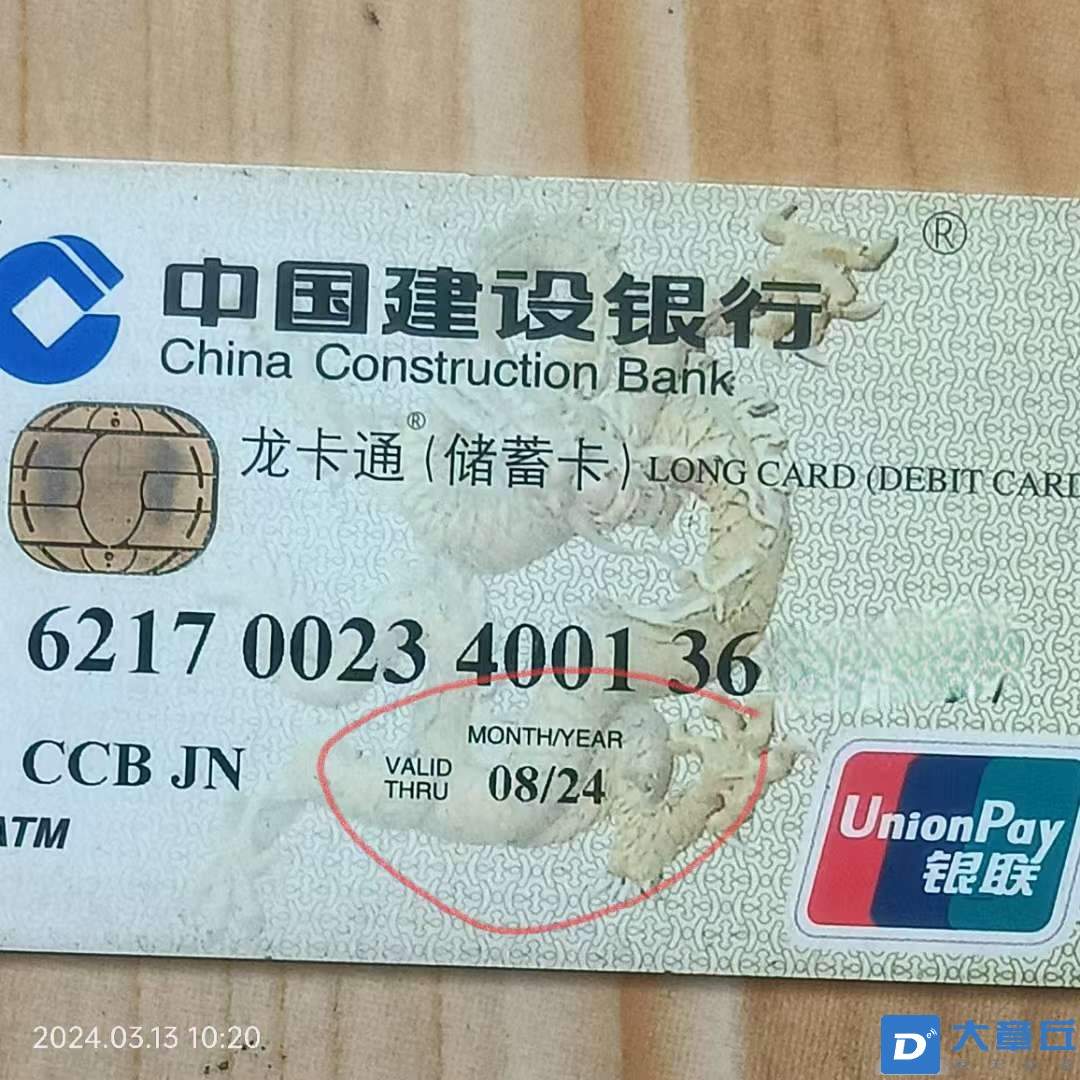 ®
中国建设银行
China Construction Bank
龙卡通®(储蓄卡) LONG CARD (DEBIT CARD
6217 0023 4001 36
MONTH/YEAR
VALID
THRU 08/24
CCB JN
ATM
UnionPay
银联
2024.03.13 10:20
D 大章丘